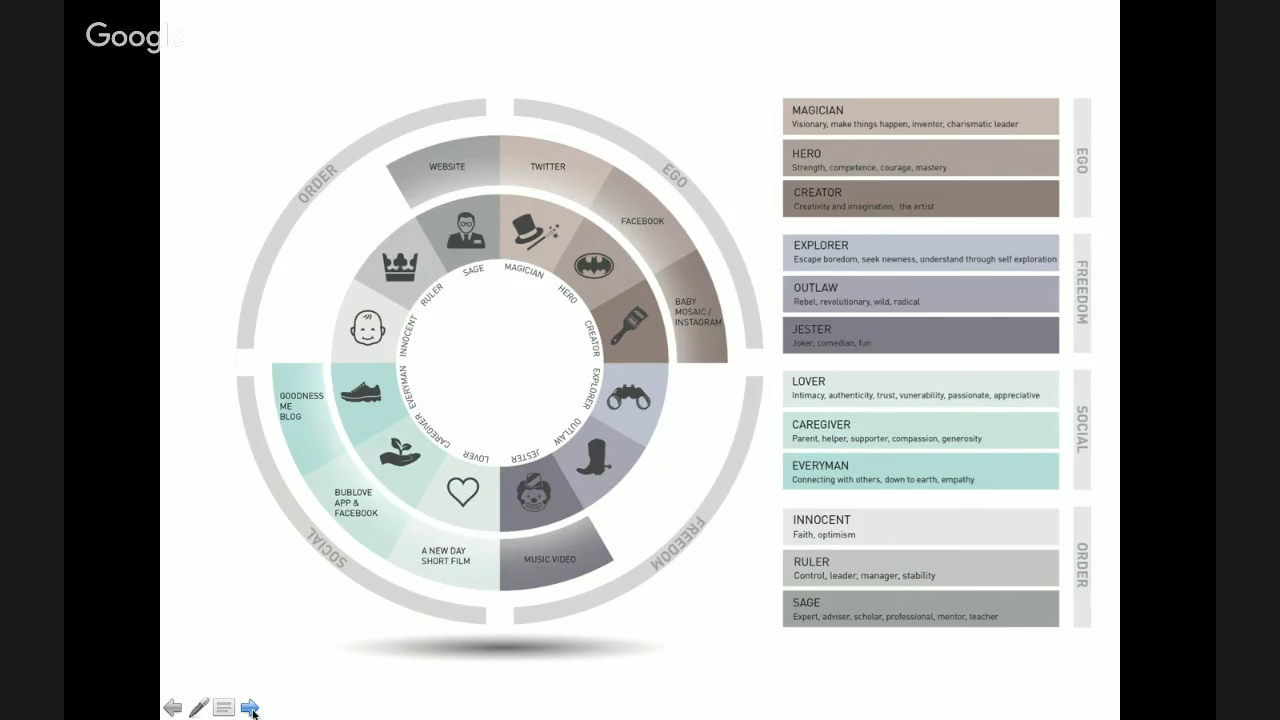 Google
ORDER
EGO
WEBSITE
TWITTER
FACEBOOK
BABY
MOSAIC /
INSTAGRAM
SAGE
MAGICIAN
RULER
HERO
INNOCENT
CREATOR
EVERYMAN
EXPLORER
CAREGIVER
OUTLAW
LOVER
JESTER
GOODNESS
ME
BLOG
BUBLOVE
APP &
FACEBOOK
A NEW DAY
SHORT FILM
MUSIC VIDEO
SOCIAL
FREEDOM
MAGICIAN
Visionary, make things happen, inventor, charismatic leader
HERO
Strength, competence, courage, mastery
CREATOR
Creativity and imagination, the artist
EGO
EXPLORER
Escape boredom, seek newness, understand through self exploration
OUTLAW
Rebel, revolutionary, wild, radical
JESTER
Joker, comedian, fun
FREEDOM
LOVER
Intimacy, authenticity, trust, vunerability, passionate, appreciative
CAREGIVER
Parent, helper, supporter, compassion, generosity
EVERYMAN
Connecting with others, down to earth, empathy
SOCIAL
INNOCENT
Faith, optimism
RULER
Control, leader, manager, stability
SAGE
Expert, adviser, scholar, professional, mentor, teacher
ORDER